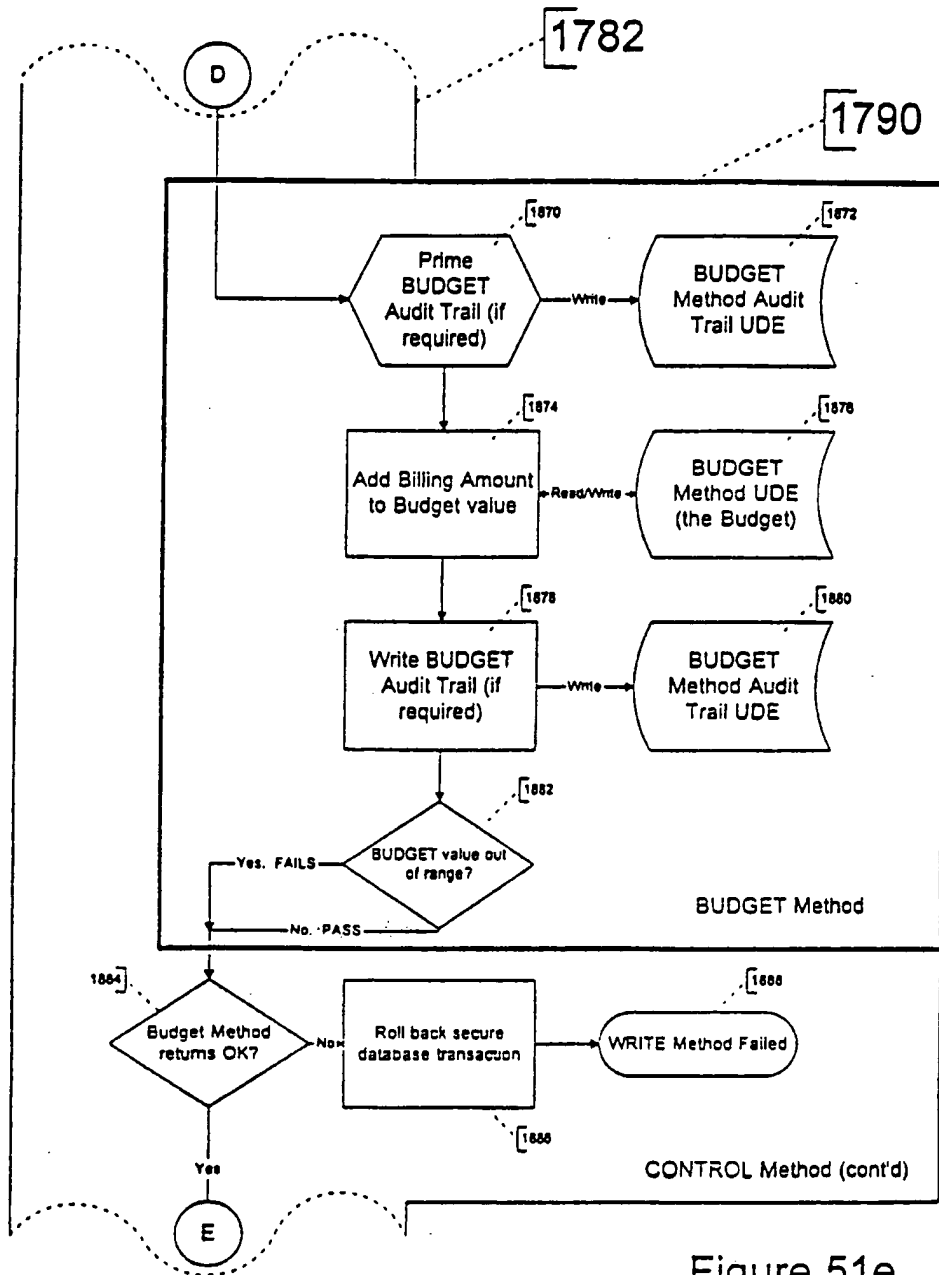 1782
D
1790
1870
1872
Prime
BUDGET
Audit Trail (if
required)
Write
BUDGET
Method Audit
Trail UDE
1874
1876
Add Billing Amount
to Budget value
Read/Write
BUDGET
Method UDE
(the Budget)
1878
1880
Write BUDGET
Audit Trail (if
required)
Write
BUDGET
Method Audit
Trail UDE
1882
BUDGET value out
of range?
Yes, FAILS
No, PASS
BUDGET Method
1884
1888
Budget Method
returns OK?
No
Roll back secure
database transaction
WRITE Method Failed
1886
Yes
CONTROL Method (cont'd)
E
Figure 51e